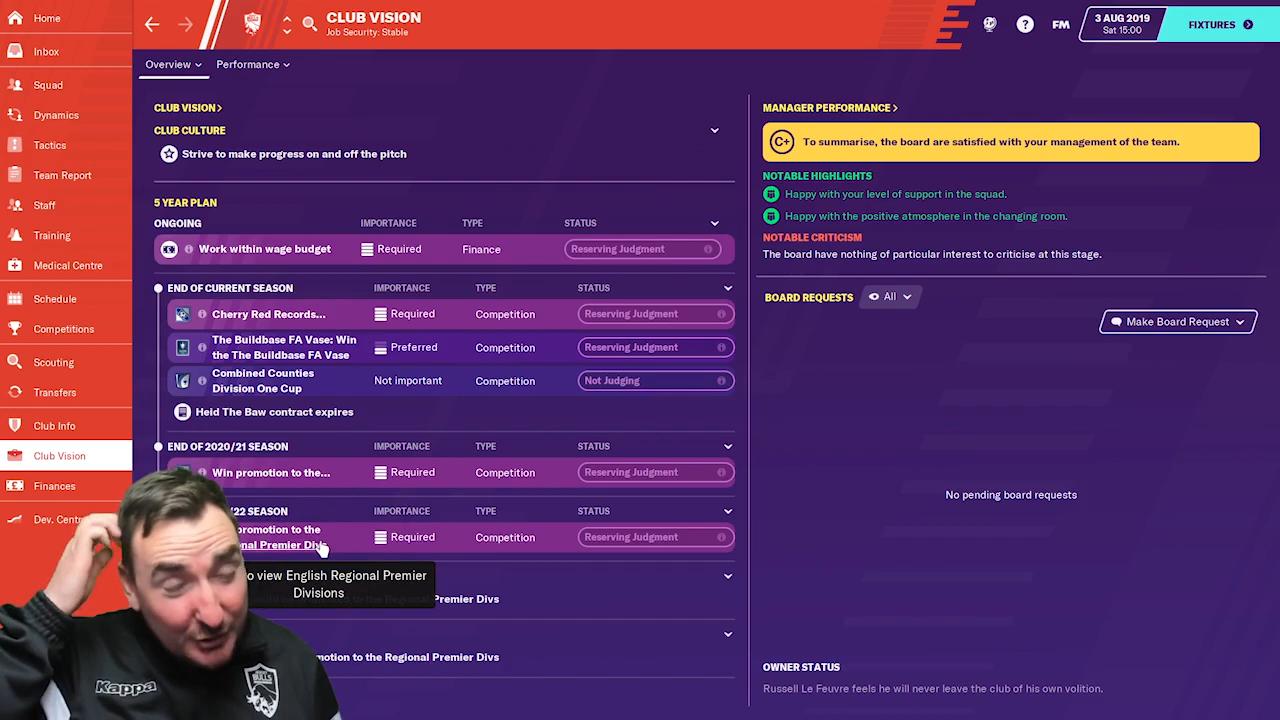 CLUB VISION
Job Security: Stable
FM
3 AUG 2019
Sat 15:00
FIXTURES
Home
Inbox
Squad
Dynamics
Tactics
Team Report
Staff
Training
Medical Centre
Schedule
Competitions
Scouting
Transfers
Club Info
Club Vision
Finances
Dev. Centr
Overview
Performance
CLUB VISION
CLUB CULTURE
Strive to make progress on and off the pitch
5 YEAR PLAN
ONGOING IMPORTANCE TYPE STATUS
Work within wage budget Required Finance Reserving Judgment
END OF CURRENT SEASON IMPORTANCE TYPE STATUS
Cherry Red Records... Required Competition Reserving Judgment
The Buildbase FA Vase: Win
the The Buildbase FA Vase Preferred Competition Reserving Judgment
Combined Counties
Division One Cup Not important Competition Not Judging
Heid The Baw contract expires
END OF 2020/21 SEASON IMPORTANCE TYPE STATUS
Win promotion to the... Required Competition Reserving Judgment
/22 SEASON IMPORTANCE TYPE STATUS
promotion to the
onal Premier Divs Required Competition Reserving Judgment
o view English Regional Premier
Divisions
to the Regional Premier Divs
motion to the Regional Premier Divs
MANAGER PERFORMANCE
C+ To summarise, the board are satisfied with your management of the team.
NOTABLE HIGHLIGHTS
Happy with your level of support in the squad.
Happy with the positive atmosphere in the changing room.
NOTABLE CRITICISM
The board have nothing of particular interest to criticise at this stage.
BOARD REQUESTS All
Make Board Request
No pending board requests
OWNER STATUS
Russell Le Feuvre feels he will never leave the club of his own volition.
Kappa
BULLS